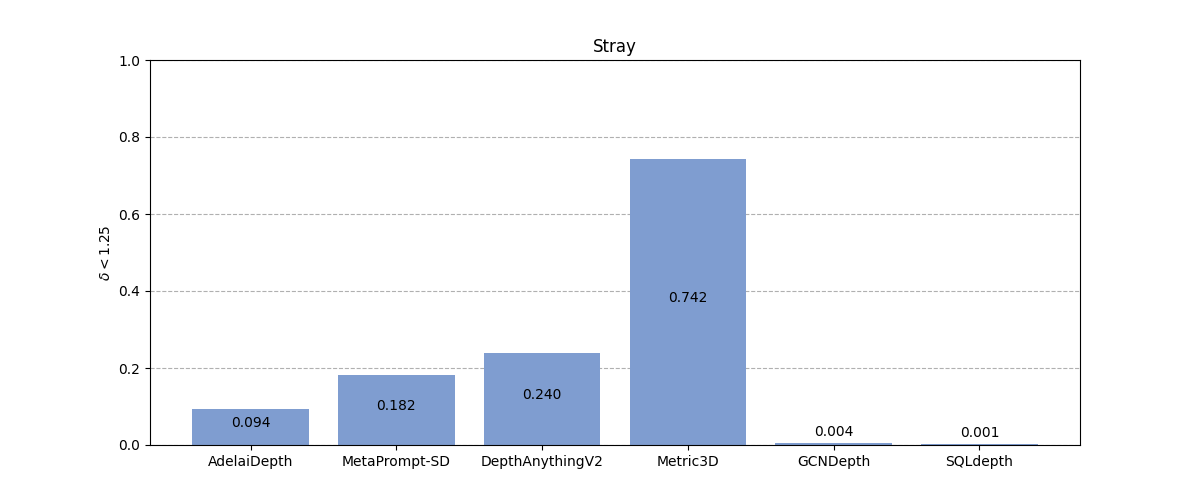 Stray
1.0
0.8
0.6
0.4
0.2
0.0
δ < 1.25
0.094
0.182
0.240
0.742
0.004
0.001
AdelaiDepth
MetaPrompt-SD
DepthAnythingV2
Metric3D
GCNDepth
SQLdepth